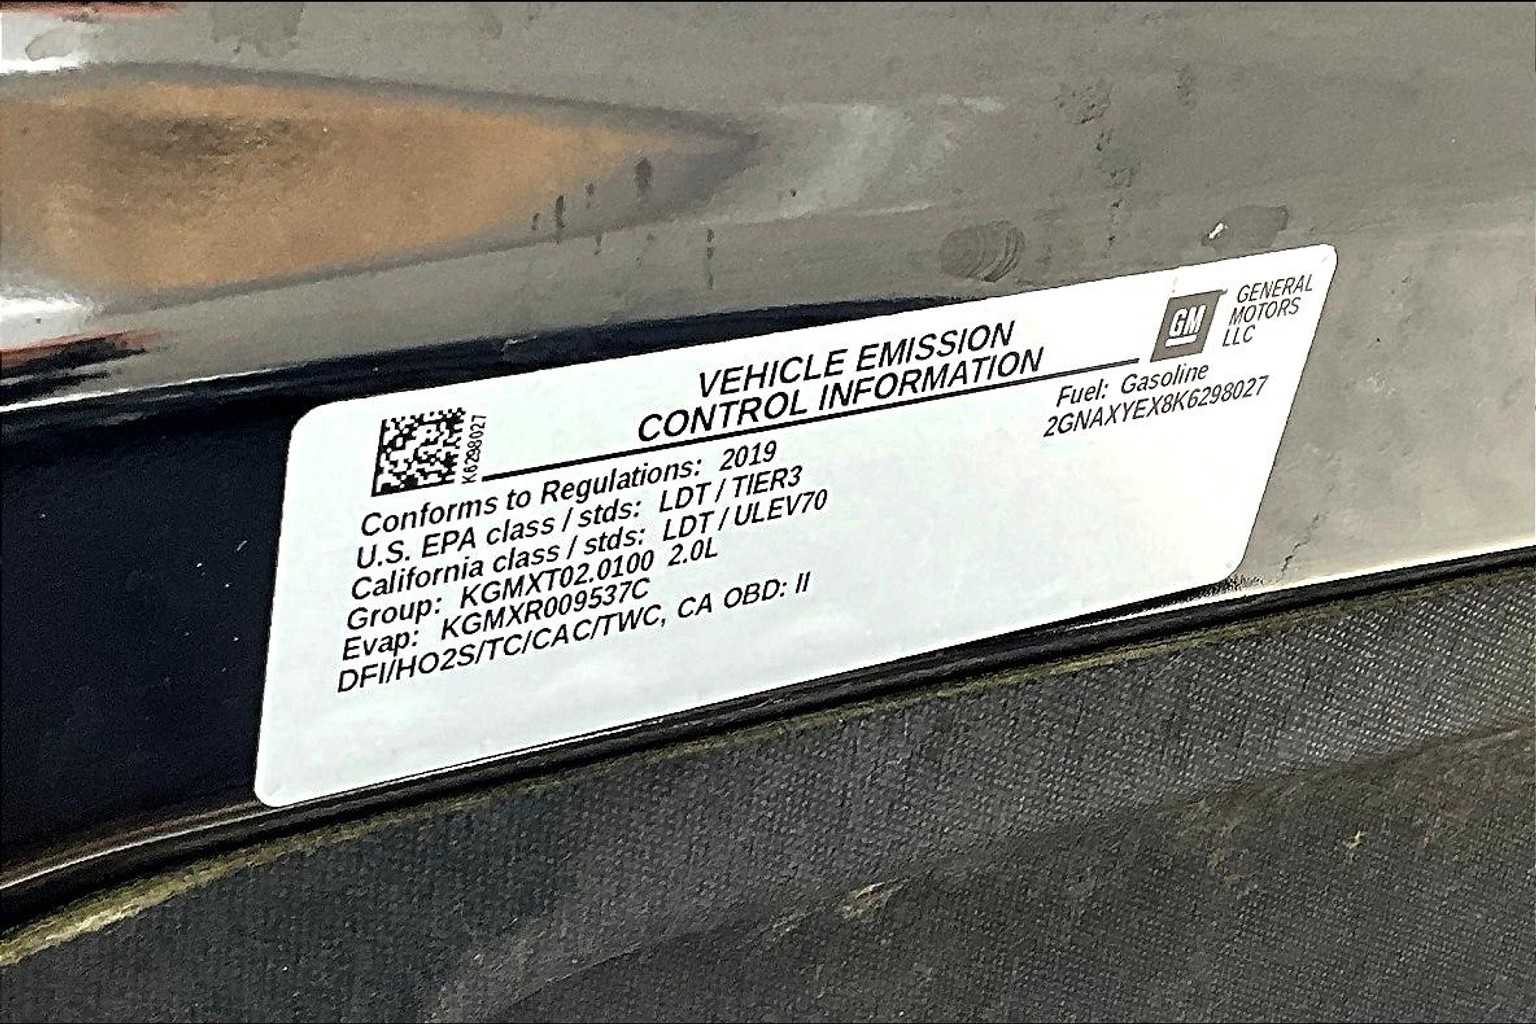 VEHICLE EMISSION
CONTROL INFORMATION
GM
GENERAL
MOTORS
LLC
K6298027
Fuel: Gasoline
2GNAXYEX8K6298027
Conforms to Regulations: 2019
U.S. EPA class / stds: LDT / TIER3
California class / stds: LDT / ULEV70
Group: KGMXT02.0100 2.0L
Evap: KGMXR009537C
DFI/HO2S/TC/CAC/TWC, CA OBD: II